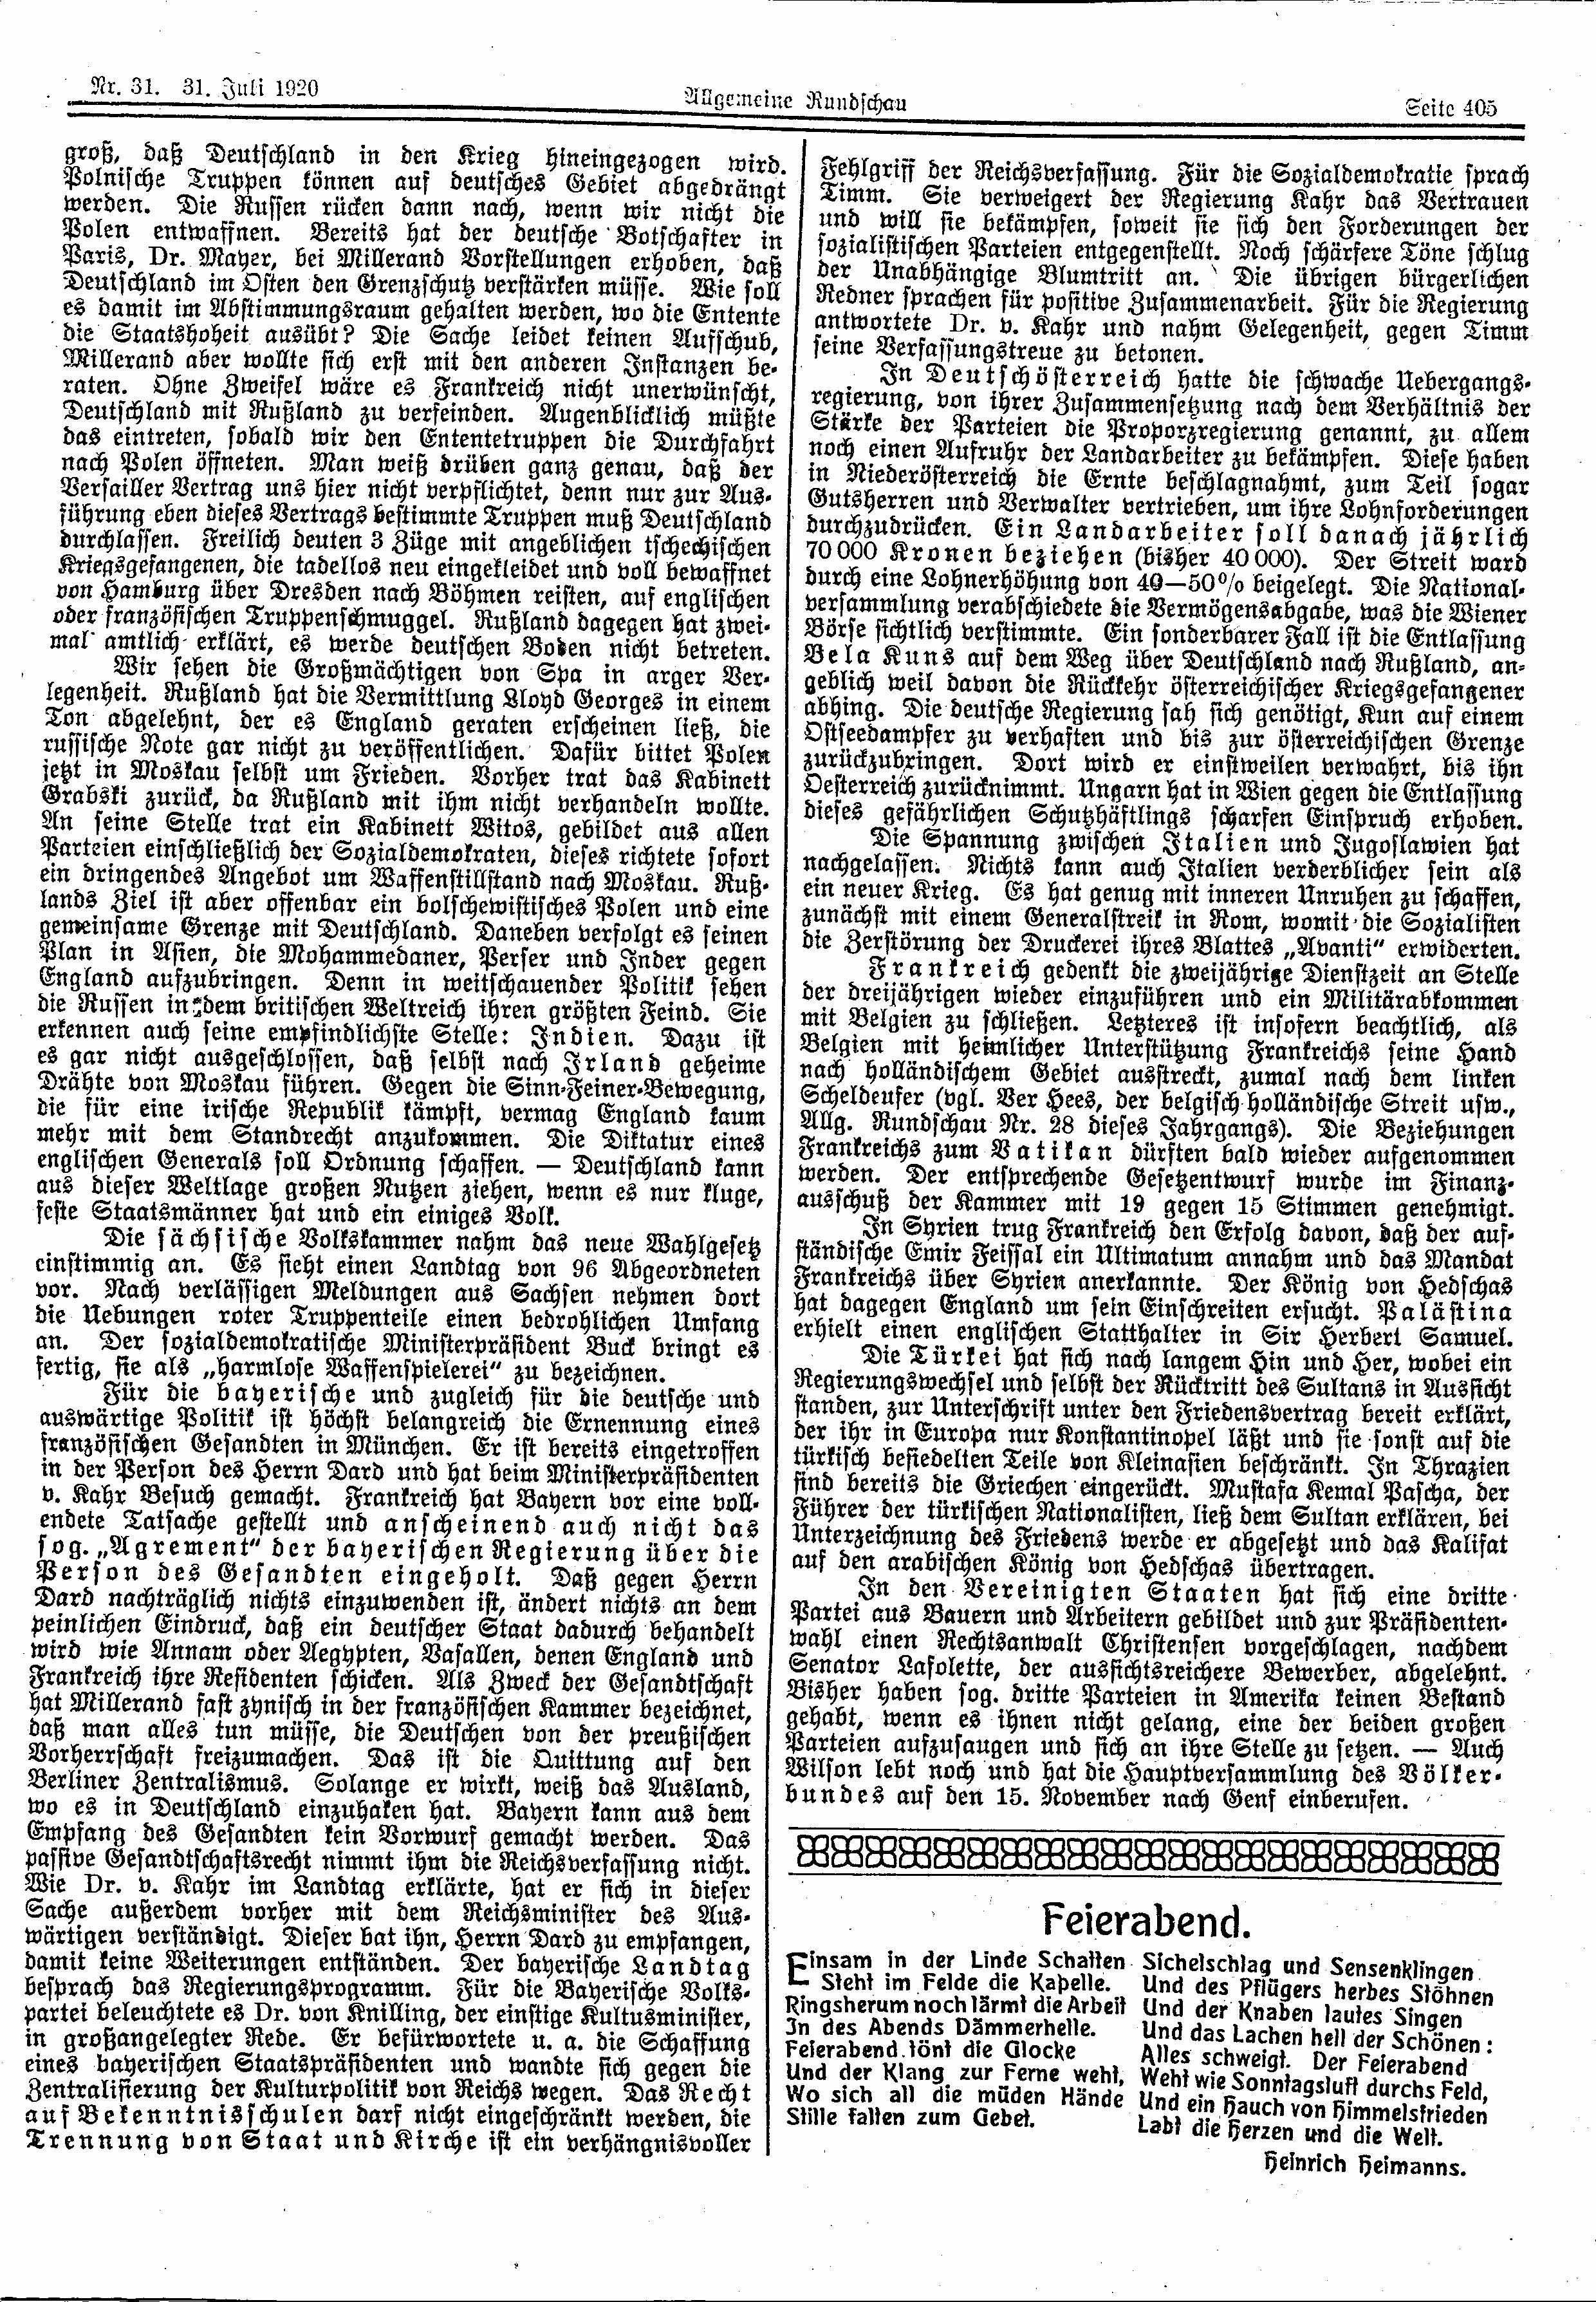 Nr. 31. 31. Juli 1920
Allgemeine Rundschau
Seite 405
groß, daß Deutschland in den Krieg hineingezogen wird.
Polnische Truppen können auf deutsches Gebiet abgedrängt
werden. Die Russen rücken dann nach, wenn wir nicht die
Polen entwaffnen. Bereits hat der deutsche Botschafter in
Paris, Dr. Mayer, bei Millerand Vorstellungen erhoben, daß
Deutschland im Osten den Grenzschutz verstärken müsse. Wie soll
es damit im Abstimmungsraum gehalten werden, wo die Entente
die Staatshoheit ausübt? Die Sache leidet keinen Aufschub,
Millerand aber wollte sich erst mit den anderen Instanzen be-
raten. Ohne Zweifel wäre es Frankreich nicht unerwünscht,
Deutschland mit Rußland zu verfeinden. Augenblicklich müßte
das eintreten, sobald wir den Ententetruppen die Durchfahrt
nach Polen öffneten. Man weiß drüben ganz genau, daß der
Versailler Vertrag uns hier nicht verpflichtet, denn nur zur Aus-
führung eben dieses Vertrags bestimmte Truppen muß Deutschland
durchlassen. Freilich deuten 3 Züge mit angeblichen tschechischen
Kriegsgefangenen, die tadellos neu eingekleidet und voll bewaffnet
von Hamburg über Dresden nach Böhmen reisten, auf englischen
oder französischen Truppenschmuggel. Rußland dagegen hat zwei-
mal amtlich erklärt, es werde deutschen Boden nicht betreten.
Wir sehen die Großmächtigen von Spa in arger Ver-
legenheit. Rußland hat die Vermittlung Lloyd Georges in einem
Ton abgelehnt, der es England geraten erscheinen ließ, die
russische Note gar nicht zu veröffentlichen. Dafür bittet Polen
jetzt in Moskau selbst um Frieden. Vorher trat das Kabinett
Grabski zurück, da Rußland mit ihm nicht verhandeln wollte.
An seine Stelle trat ein Kabinett Witos, gebildet aus allen
Parteien einschließlich der Sozialdemokraten, dieses richtete sofort
ein dringendes Angebot um Waffenstillstand nach Moskau. Ruß-
lands Ziel ist aber offenbar ein bolschewistisches Polen und eine
gemeinsame Grenze mit Deutschland. Daneben verfolgt es seinen
Plan in Asien, die Mohammedaner, Perser und Inder gegen
England aufzubringen. Denn in weitschauender Politik sehen
die Russen in dem britischen Weltreich ihren größten Feind. Sie
erkennen auch seine empfindlichste Stelle: Indien. Dazu ist
es gar nicht ausgeschlossen, daß selbst nach Irland geheime
Drähte von Moskau führen. Gegen die Sinn-Feiner-Bewegung,
die für eine irische Republik kämpft, vermag England kaum
mehr mit dem Standrecht anzukommen. Die Diktatur eines
englischen Generals soll Ordnung schaffen. — Deutschland kann
aus dieser Weltlage großen Nutzen ziehen, wenn es nur kluge,
feste Staatsmänner hat und ein einiges Volk.
Die sächsische Volkskammer nahm das neue Wahlgesetz
einstimmig an. Es sieht einen Landtag von 96 Abgeordneten
vor. Nach verlässigen Meldungen aus Sachsen nehmen dort
die Uebungen roter Truppenteile einen bedrohlichen Umfang
an. Der sozialdemokratische Ministerpräsident Buck bringt es
fertig, sie als „harmlose Waffenspielerei“ zu bezeichnen.
Für die bayerische und zugleich für die deutsche und
auswärtige Politik ist höchst belangreich die Ernennung eines
französischen Gesandten in München. Er ist bereits eingetroffen
in der Person des Herrn Dard und hat beim Ministerpräsidenten
v. Kahr Besuch gemacht. Frankreich hat Bayern vor eine voll-
endete Tatsache gestellt und anscheinend auch nicht das
sog. „Agrement“ der bayerischen Regierung über die
Person des Gesandten eingeholt. Daß gegen Herrn
Dard nachträglich nichts einzuwenden ist, ändert nichts an dem
peinlichen Eindruck, daß ein deutscher Staat dadurch behandelt
wird wie Annam oder Aegypten, Vasallen, denen England und
Frankreich ihre Residenten schicken. Als Zweck der Gesandtschaft
hat Millerand fast zynisch in der französischen Kammer bezeichnet,
daß man alles tun müsse, die Deutschen von der preußischen
Vorherrschaft freizumachen. Das ist die Quittung auf den
Berliner Zentralismus. Solange er wirkt, weiß das Ausland,
wo es in Deutschland einzuhaken hat. Bayern kann aus dem
Empfang des Gesandten kein Vorwurf gemacht werden. Das
passive Gesandtschaftsrecht nimmt ihm die Reichsverfassung nicht.
Wie Dr. v. Kahr im Landtag erklärte, hat er sich in dieser
Sache außerdem vorher mit dem Reichsminister des Aus-
wärtigen verständigt. Dieser bat ihn, Herrn Dard zu empfangen,
damit keine Weiterungen entständen. Der bayerische Landtag
besprach das Regierungsprogramm. Für die Bayerische Volks-
partei beleuchtete es Dr. von Knilling, der einstige Kultusminister,
in großangelegter Rede. Er befürwortete u. a. die Schaffung
eines bayerischen Staatspräsidenten und wandte sich gegen die
Zentralisierung der Kulturpolitik von Reichs wegen. Das Recht
auf Bekenntnisschulen darf nicht eingeschränkt werden, die
Trennung von Staat und Kirche ist ein verhängnisvoller
Fehlgriff der Reichsverfassung. Für die Sozialdemokratie sprach
Timm. Sie verweigert der Regierung Kahr das Vertrauen
und will sie bekämpfen, soweit sie sich den Forderungen der
sozialistischen Parteien entgegenstellt. Noch schärfere Töne schlug
der Unabhängige Blumtritt an. Die übrigen bürgerlichen
Redner sprachen für positive Zusammenarbeit. Für die Regierung
antwortete Dr. v. Kahr und nahm Gelegenheit, gegen Timm
seine Verfassungstreue zu betonen.
In Deutschösterreich hatte die schwache Uebergangs-
regierung, von ihrer Zusammensetzung nach dem Verhältnis der
Stärke der Parteien die Proporzregierung genannt, zu allem
noch einen Aufruhr der Landarbeiter zu bekämpfen. Diese haben
in Niederösterreich die Ernte beschlagnahmt, zum Teil sogar
Gutsherren und Verwalter vertrieben, um ihre Lohnforderungen
durchzudrücken. Ein Landarbeiter soll danach jährlich
70 000 Kronen beziehen (bisher 40 000). Der Streit ward
durch eine Lohnerhöhung von 40—50% beigelegt. Die National-
versammlung verabschiedete die Vermögensabgabe, was die Wiener
Börse sichtlich verstimmte. Ein sonderbarer Fall ist die Entlassung
Bela Kuns auf dem Weg über Deutschland nach Rußland, an-
geblich weil davon die Rückkehr österreichischer Kriegsgefangener
abhing. Die deutsche Regierung sah sich genötigt, Kun auf einem
Ostseedampfer zu verhaften und bis zur österreichischen Grenze
zurückzubringen. Dort wird er einstweilen verwahrt, bis ihn
Oesterreich zurücknimmt. Ungarn hat in Wien gegen die Entlassung
dieses gefährlichen Schutzhäftlings scharfen Einspruch erhoben.
Die Spannung zwischen Italien und Jugoslawien hat
nachgelassen. Nichts kann auch Italien verderblicher sein als
ein neuer Krieg. Es hat genug mit inneren Unruhen zu schaffen,
zunächst mit einem Generalstreik in Rom, womit die Sozialisten
die Zerstörung der Druckerei ihres Blattes „Avanti“ erwiderten.
Frankreich gedenkt die zweijährige Dienstzeit an Stelle
der dreijährigen wieder einzuführen und ein Militärabkommen
mit Belgien zu schließen. Letzteres ist insofern beachtlich, als
Belgien mit heimlicher Unterstützung Frankreichs seine Hand
nach holländischem Gebiet ausstreckt, zumal nach dem linken
Scheldeufer (vgl. Ver Hees, der belgisch-holländische Streit usw.,
Allg. Rundschau Nr. 28 dieses Jahrgangs). Die Beziehungen
Frankreichs zum Vatikan dürften bald wieder aufgenommen
werden. Der entsprechende Gesetzentwurf wurde im Finanz-
ausschuß der Kammer mit 19 gegen 15 Stimmen genehmigt.
In Syrien trug Frankreich den Erfolg davon, daß der auf-
ständische Emir Feissal ein Ultimatum annahm und das Mandat
Frankreichs über Syrien anerkannte. Der König von Hedschas
hat dagegen England um sein Einschreiten ersucht. Palästina
erhielt einen englischen Statthalter in Sir Herbert Samuel.
Die Türkei hat sich nach langem Hin und Her, wobei ein
Regierungswechsel und selbst der Rücktritt des Sultans in Aussicht
standen, zur Unterschrift unter den Friedensvertrag bereit erklärt,
der ihr in Europa nur Konstantinopel läßt und sie sonst auf die
türkisch besiedelten Teile von Kleinasien beschränkt. In Thrazien
sind bereits die Griechen eingerückt. Mustafa Kemal Pascha, der
Führer der türkischen Nationalisten, ließ dem Sultan erklären, bei
Unterzeichnung des Friedens werde er abgesetzt und das Kalifat
auf den arabischen König von Hedschas übertragen.
In den Vereinigten Staaten hat sich eine dritte
Partei aus Bauern und Arbeitern gebildet und zur Präsidenten-
wahl einen Rechtsanwalt Christensen vorgeschlagen, nachdem
Senator Lafolette, der aussichtsreichere Bewerber, abgelehnt.
Bisher haben sog. dritte Parteien in Amerika keinen Bestand
gehabt, wenn es ihnen nicht gelang, eine der beiden großen
Parteien aufzusaugen und sich an ihre Stelle zu setzen. — Auch
Wilson lebt noch und hat die Hauptversammlung des Völker-
bundes auf den 15. November nach Genf einberufen.
Feierabend.
Einsam in der Linde Schatten
Steht im Felde die Kapelle.
Ringsherum noch lärmt die Arbeit
In des Abends Dämmerhelle.
Feierabend tönt die Glocke
Und der Klang zur Ferne weht,
Wo sich all die müden Hände
Stille falten zum Gebet.
Sichelschlag und Sensenklingen
Und des Pflügers herbes Stöhnen
Und der Knaben lautes Singen
Und das Lachen hell der Schönen:
Alles schweigt. Der Feierabend
Weht wie Sonntagsluft durchs Feld,
Und ein Hauch von Himmelsfrieden
Labt die Herzen und die Welt.
Heinrich Heimanns.